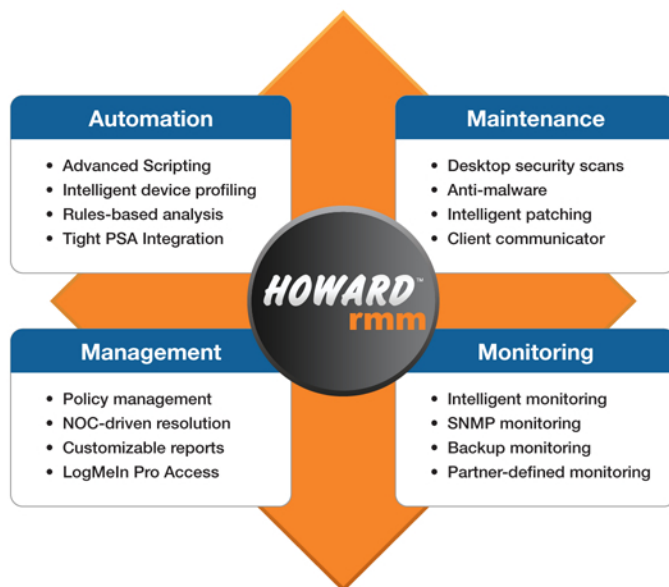 Automation
• Advanced Scripting
• Intelligent device profiling
• Rules-based analysis
• Tight PSA Integration
Maintenance
• Desktop security scans
• Anti-malware
• Intelligent patching
• Client communicator
HOWARD™
rmm
Management
• Policy management
• NOC-driven resolution
• Customizable reports
• LogMeIn Pro Access
Monitoring
• Intelligent monitoring
• SNMP monitoring
• Backup monitoring
• Partner-defined monitoring